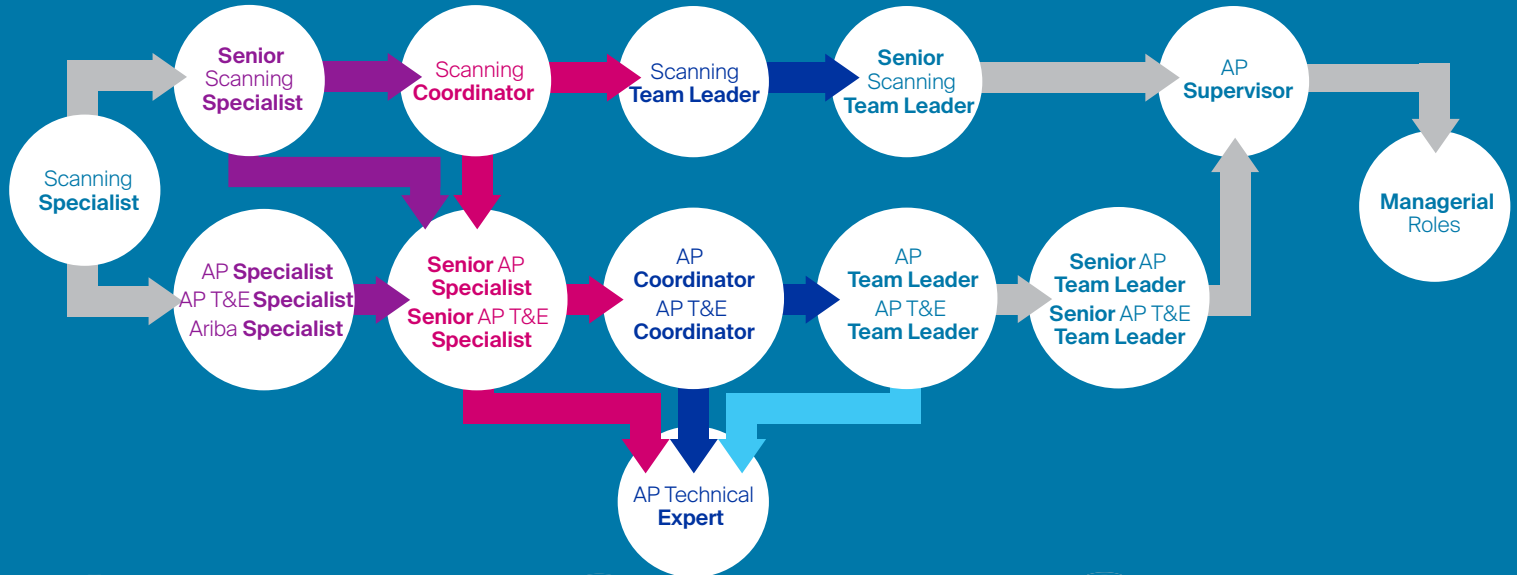 Senior
Scanning
Specialist
Scanning
Coordinator
Scanning
Team Leader
Senior
Scanning
Team Leader
AP
Supervisor
Scanning
Specialist
Managerial
Roles
AP Specialist
AP T&E Specialist
Ariba Specialist
Senior AP
Specialist
Senior AP T&E
Specialist
AP
Coordinator
AP T&E
Coordinator
AP
Team Leader
AP T&E
Team Leader
Senior AP
Team Leader
Senior AP T&E
Team Leader
AP Technical
Expert